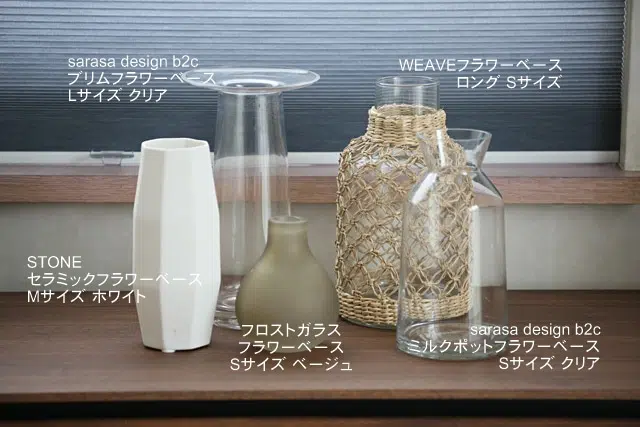 sarasa design b2c
ブリムフラワーベース
Lサイズ クリア
WEAVEフラワーベース
ロング Sサイズ
STONE
セラミックフラワーベース
Mサイズ ホワイト
フロストガラス
フラワーベース
Sサイズ ベージュ
sarasa design b2c
ミルクポットフラワーベース
Sサイズ クリア